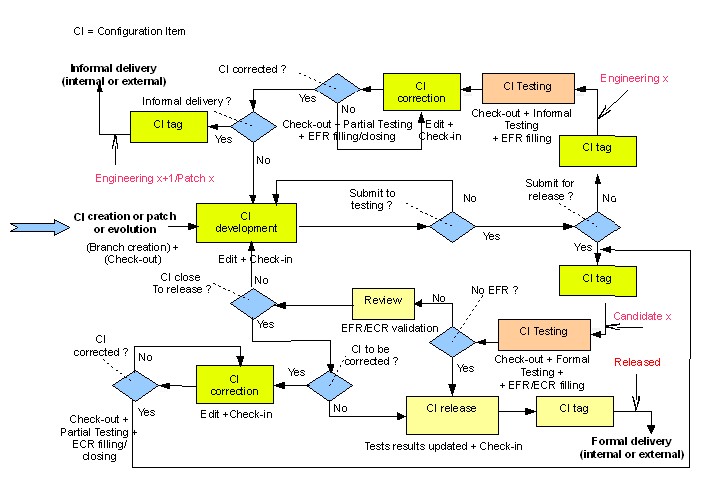 CI = Configuration Item
Informal delivery
(internal or external)
CI corrected ?
CI
correction
CI Testing
Engineering x
Yes
No
Informal delivery ?
Check-out + Partial Testing
+ EFR filling/closing
Edit +
Check-in
Check-out + Informal
Testing
+ EFR filling
CI tag
Yes
CI tag
No
Engineering x+1/Patch x
Submit to
testing ?
No
Submit for
release ?
No
CI creation or patch
or evolution
CI
development
Yes
Yes
(Branch creation) +
(Check-out)
Edit + Check-in
CI close
To release ?
No
CI tag
No EFR ?
Review
No
EFR/ECR validation
Candidate x
Yes
CI Testing
CI
corrected ?
No
CI to be
corrected ?
Yes
Check-out + Formal
Testing +
+ EFR/ECR filling
Released
CI
correction
Yes
Yes
No
CI release
CI tag
Check-out +
Partial Testing +
ECR filling/
closing
Edit +Check-in
Tests results updated + Check-in
Formal delivery
(internal or external)